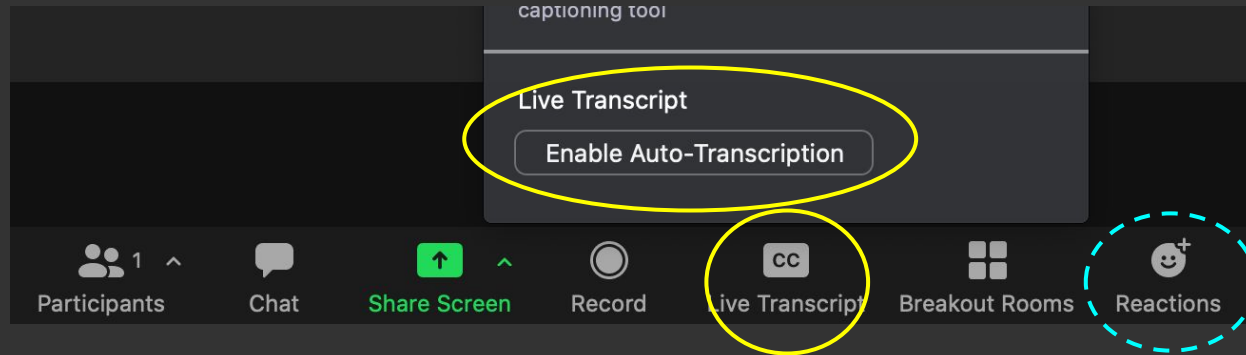 captioning tool
Live Transcript
Enable Auto-Transcription
1
CC
Participants Chat Share Screen Record Live Transcript Breakout Rooms Reactions